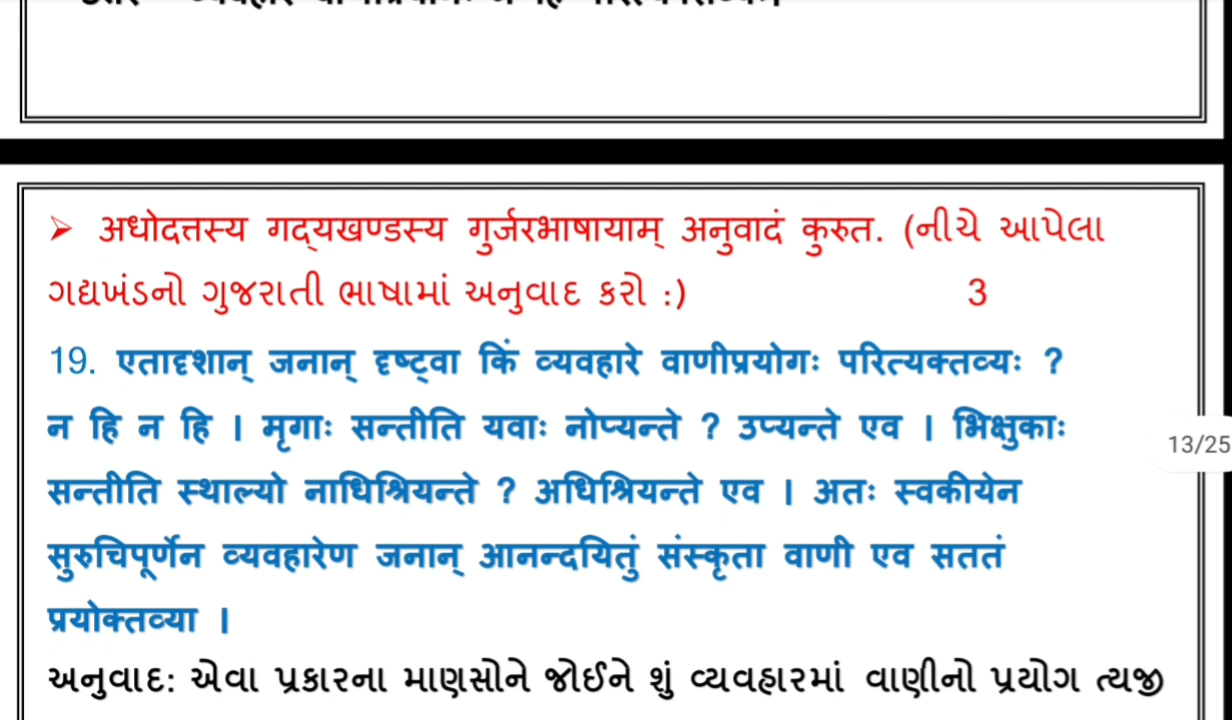 ➢ अधोदत्तस्य गद्यखण्डस्य गुर्जरभाषायाम् अनुवादं कुरुत. (નીચે આપેલા
ગદ્યખંડનો ગુજરાતી ભાષામાં અનુવાદ કરો :) 3
19. एतादृशान् जनान् दृष्ट्वा किं व्यवहारे वाणीप्रयोगः परित्यक्तव्यः ?
न हि न हि । मृगाः सन्तीति यवाः नोप्यन्ते ? उप्यन्ते एव । भिक्षुकाः
13/25
सन्तीति स्थाल्यो नाधिश्रियन्ते ? अधिश्रियन्ते एव । अतः स्वकीयेन
सुरुचिपूर्णेन व्यवहारेण जनान् आनन्दयितुं संस्कृता वाणी एव सततं
प्रयोक्तव्या ।
અનુવાદ: એવા પ્રકારના માણસોને જોઈને શું વ્યવહારમાં વાણીનો પ્રયોગ ત્યજી